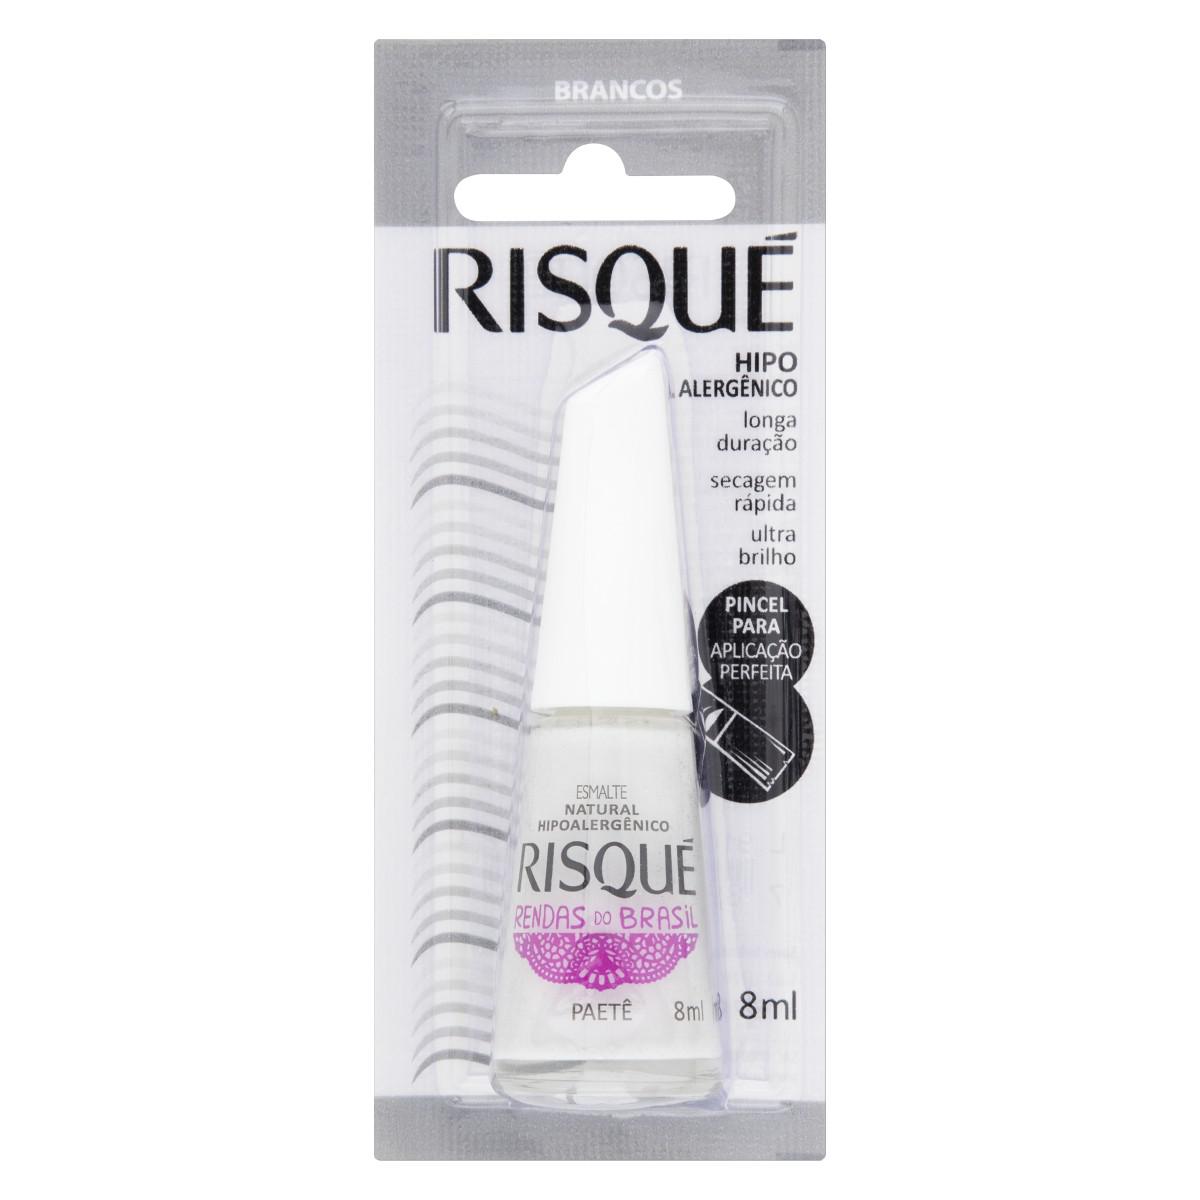 BRANCOS
RISQUÉ
HIPO
ALERGÊNICO
longa
duração
secagem
rápida
ultra
brilho
PINCEL
PARA
APLICAÇÃO
PERFEITA
ESMALTE
NATURAL
HIPOALERGÊNICO
RISQUÉ
RENDAS DO BRASIL
PAETÊ 8ml
8ml